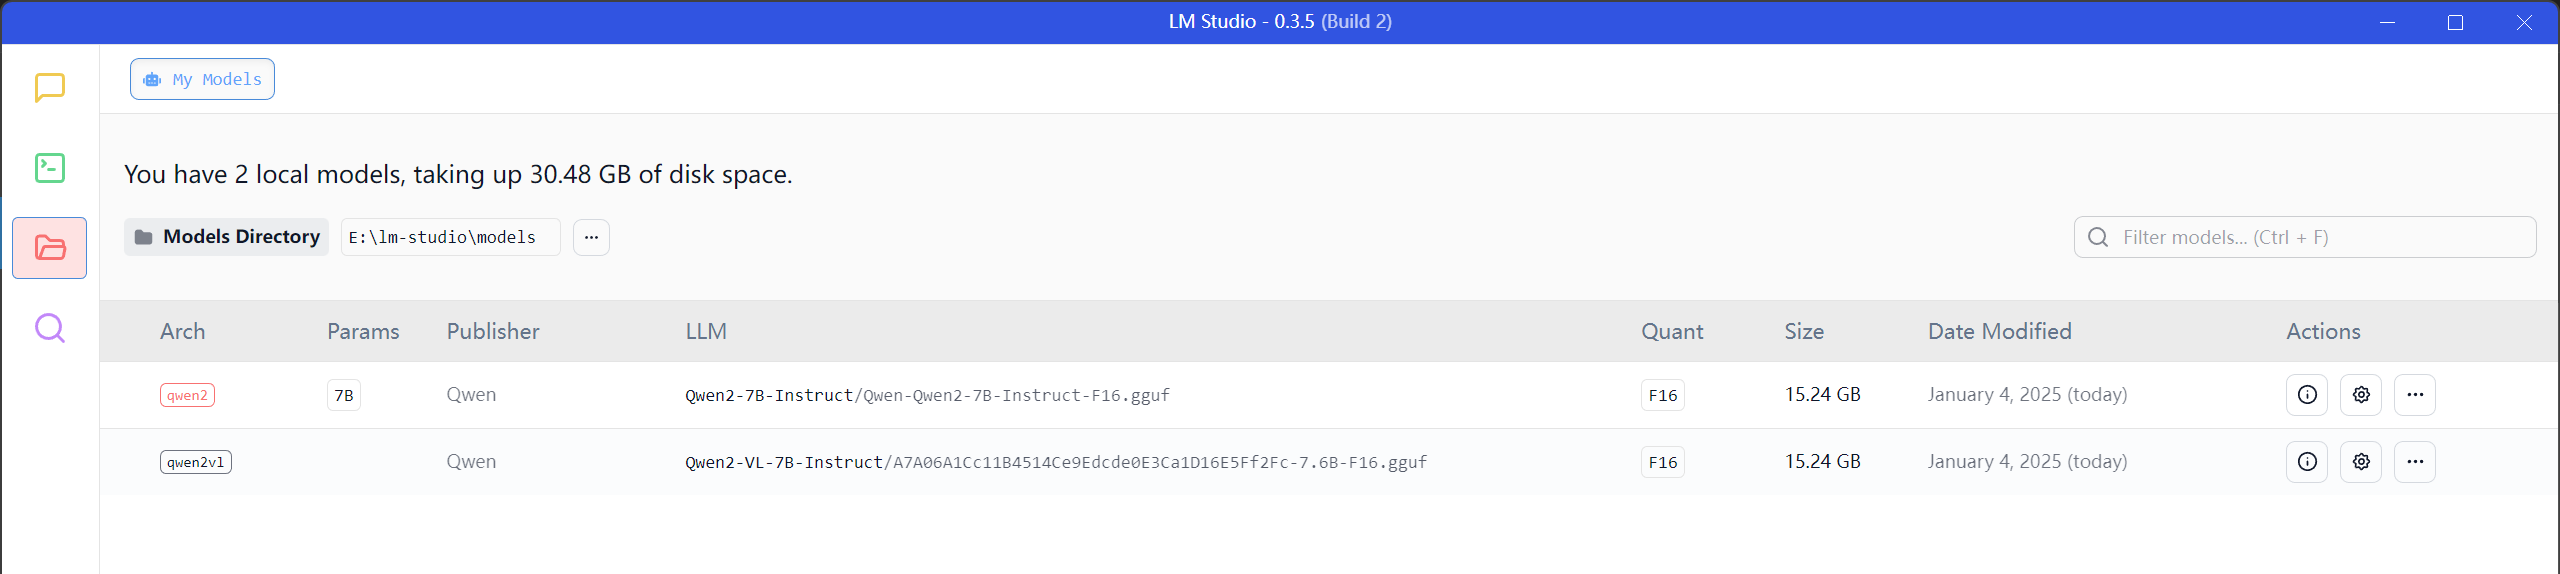 LM Studio - 0.3.5 (Build 2)
My Models
You have 2 local models, taking up 30.48 GB of disk space.
Models Directory E:\lm-studio\models ... Filter models... (Ctrl + F)
Arch Params Publisher LLM Quant Size Date Modified Actions
qwen2 7B Qwen Qwen2-7B-Instruct/Qwen-Qwen2-7B-Instruct-F16.gguf F16 15.24 GB January 4, 2025 (today)
qwen2vl Qwen Qwen2-VL-7B-Instruct/A7A06A1Cc11B4514Ce9Edcde0E3Ca1D16E5Ff2Fc-7.6B-F16.gguf F16 15.24 GB January 4, 2025 (today)